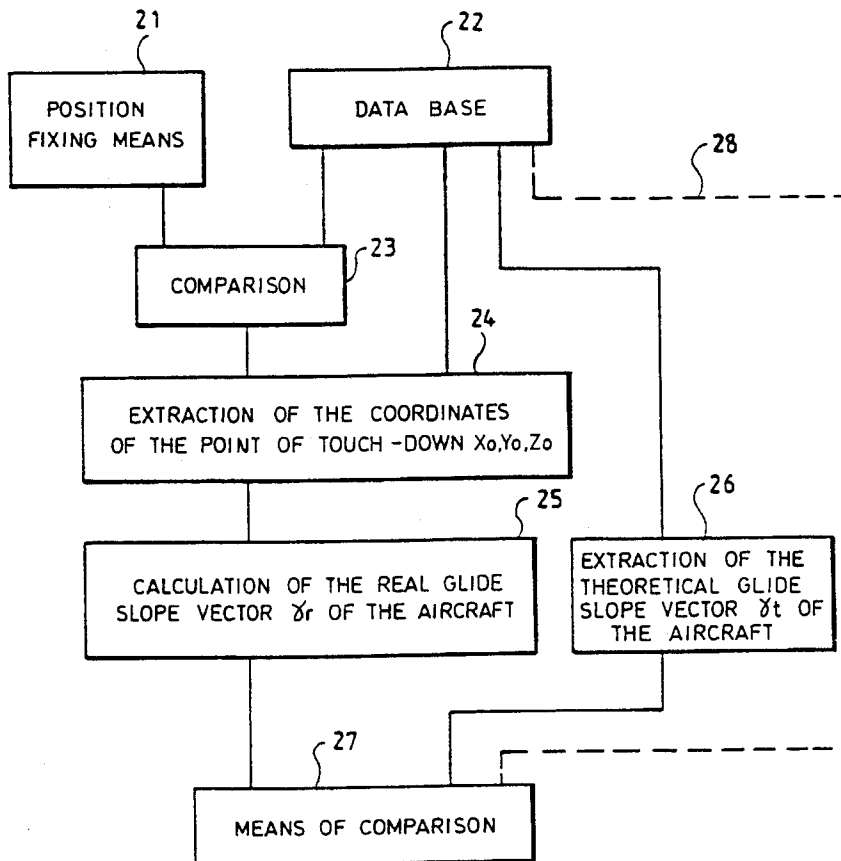 21
22
POSITION
FIXING MEANS
DATA BASE
28
23
COMPARISON
24
EXTRACTION OF THE COORDINATES
OF THE POINT OF TOUCH-DOWN Xo,Yo,Zo
25
26
CALCULATION OF THE REAL GLIDE
SLOPE VECTOR γr OF THE AIRCRAFT
EXTRACTION OF THE
THEORETICAL GLIDE
SLOPE VECTOR γt OF
THE AIRCRAFT
27
MEANS OF COMPARISON